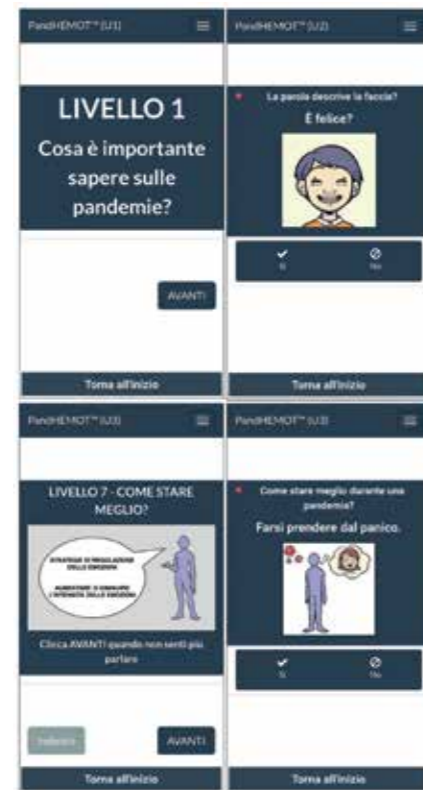 PandHEMOT™ (U1)
LIVELLO 1
Cosa è importante
sapere sulle
pandemie?
AVANTI
Torna all'inizio
PandHEMOT™ (U2)
La parola descrive la faccia?
È felice?
Sì
No
Torna all'inizio
PandHEMOT™ (U3)
LIVELLO 7 - COME STARE
MEGLIO?
STRATEGIE DI REGOLAZIONE
DELLE EMOZIONI
AUMENTARE O DIMINUIRE
L'INTENSITÀ DELLE EMOZIONI
Clicca AVANTI quando non senti più
parlare
Indietro
AVANTI
Torna all'inizio
PandHEMOT™ (U3)
Come stare meglio durante una
pandemia?
Farsi prendere dal panico.
Sì
No
Torna all'inizio